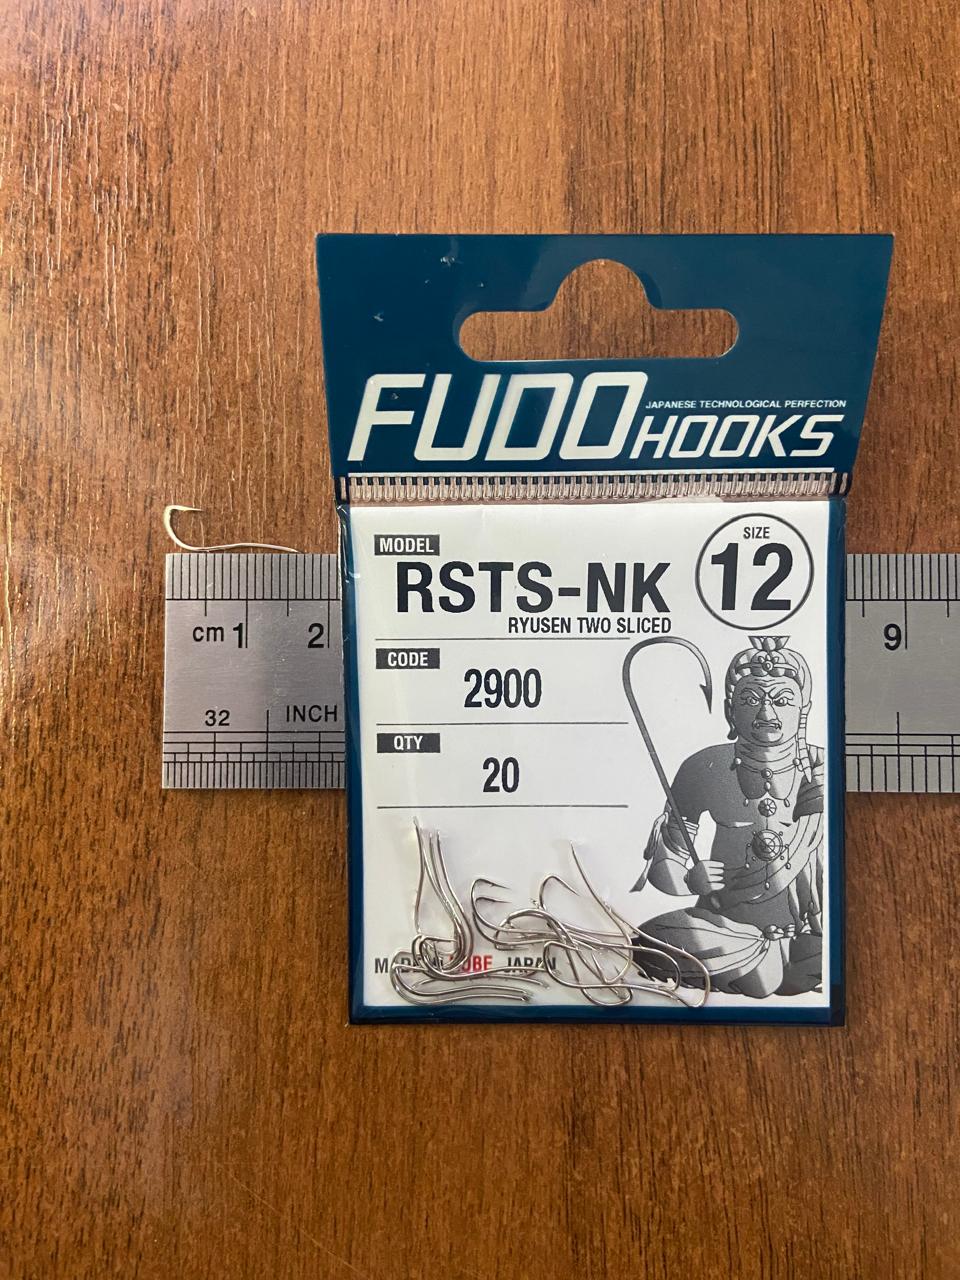 FUDO
JAPANESE TECHNOLOGICAL PERFECTION
HOOKS
MODEL
RSTS-NK
RYUSEN TWO SLICED
SIZE
12
cm 1 2
9
CODE
2900
32 INCH
QTY
20
JAPAN